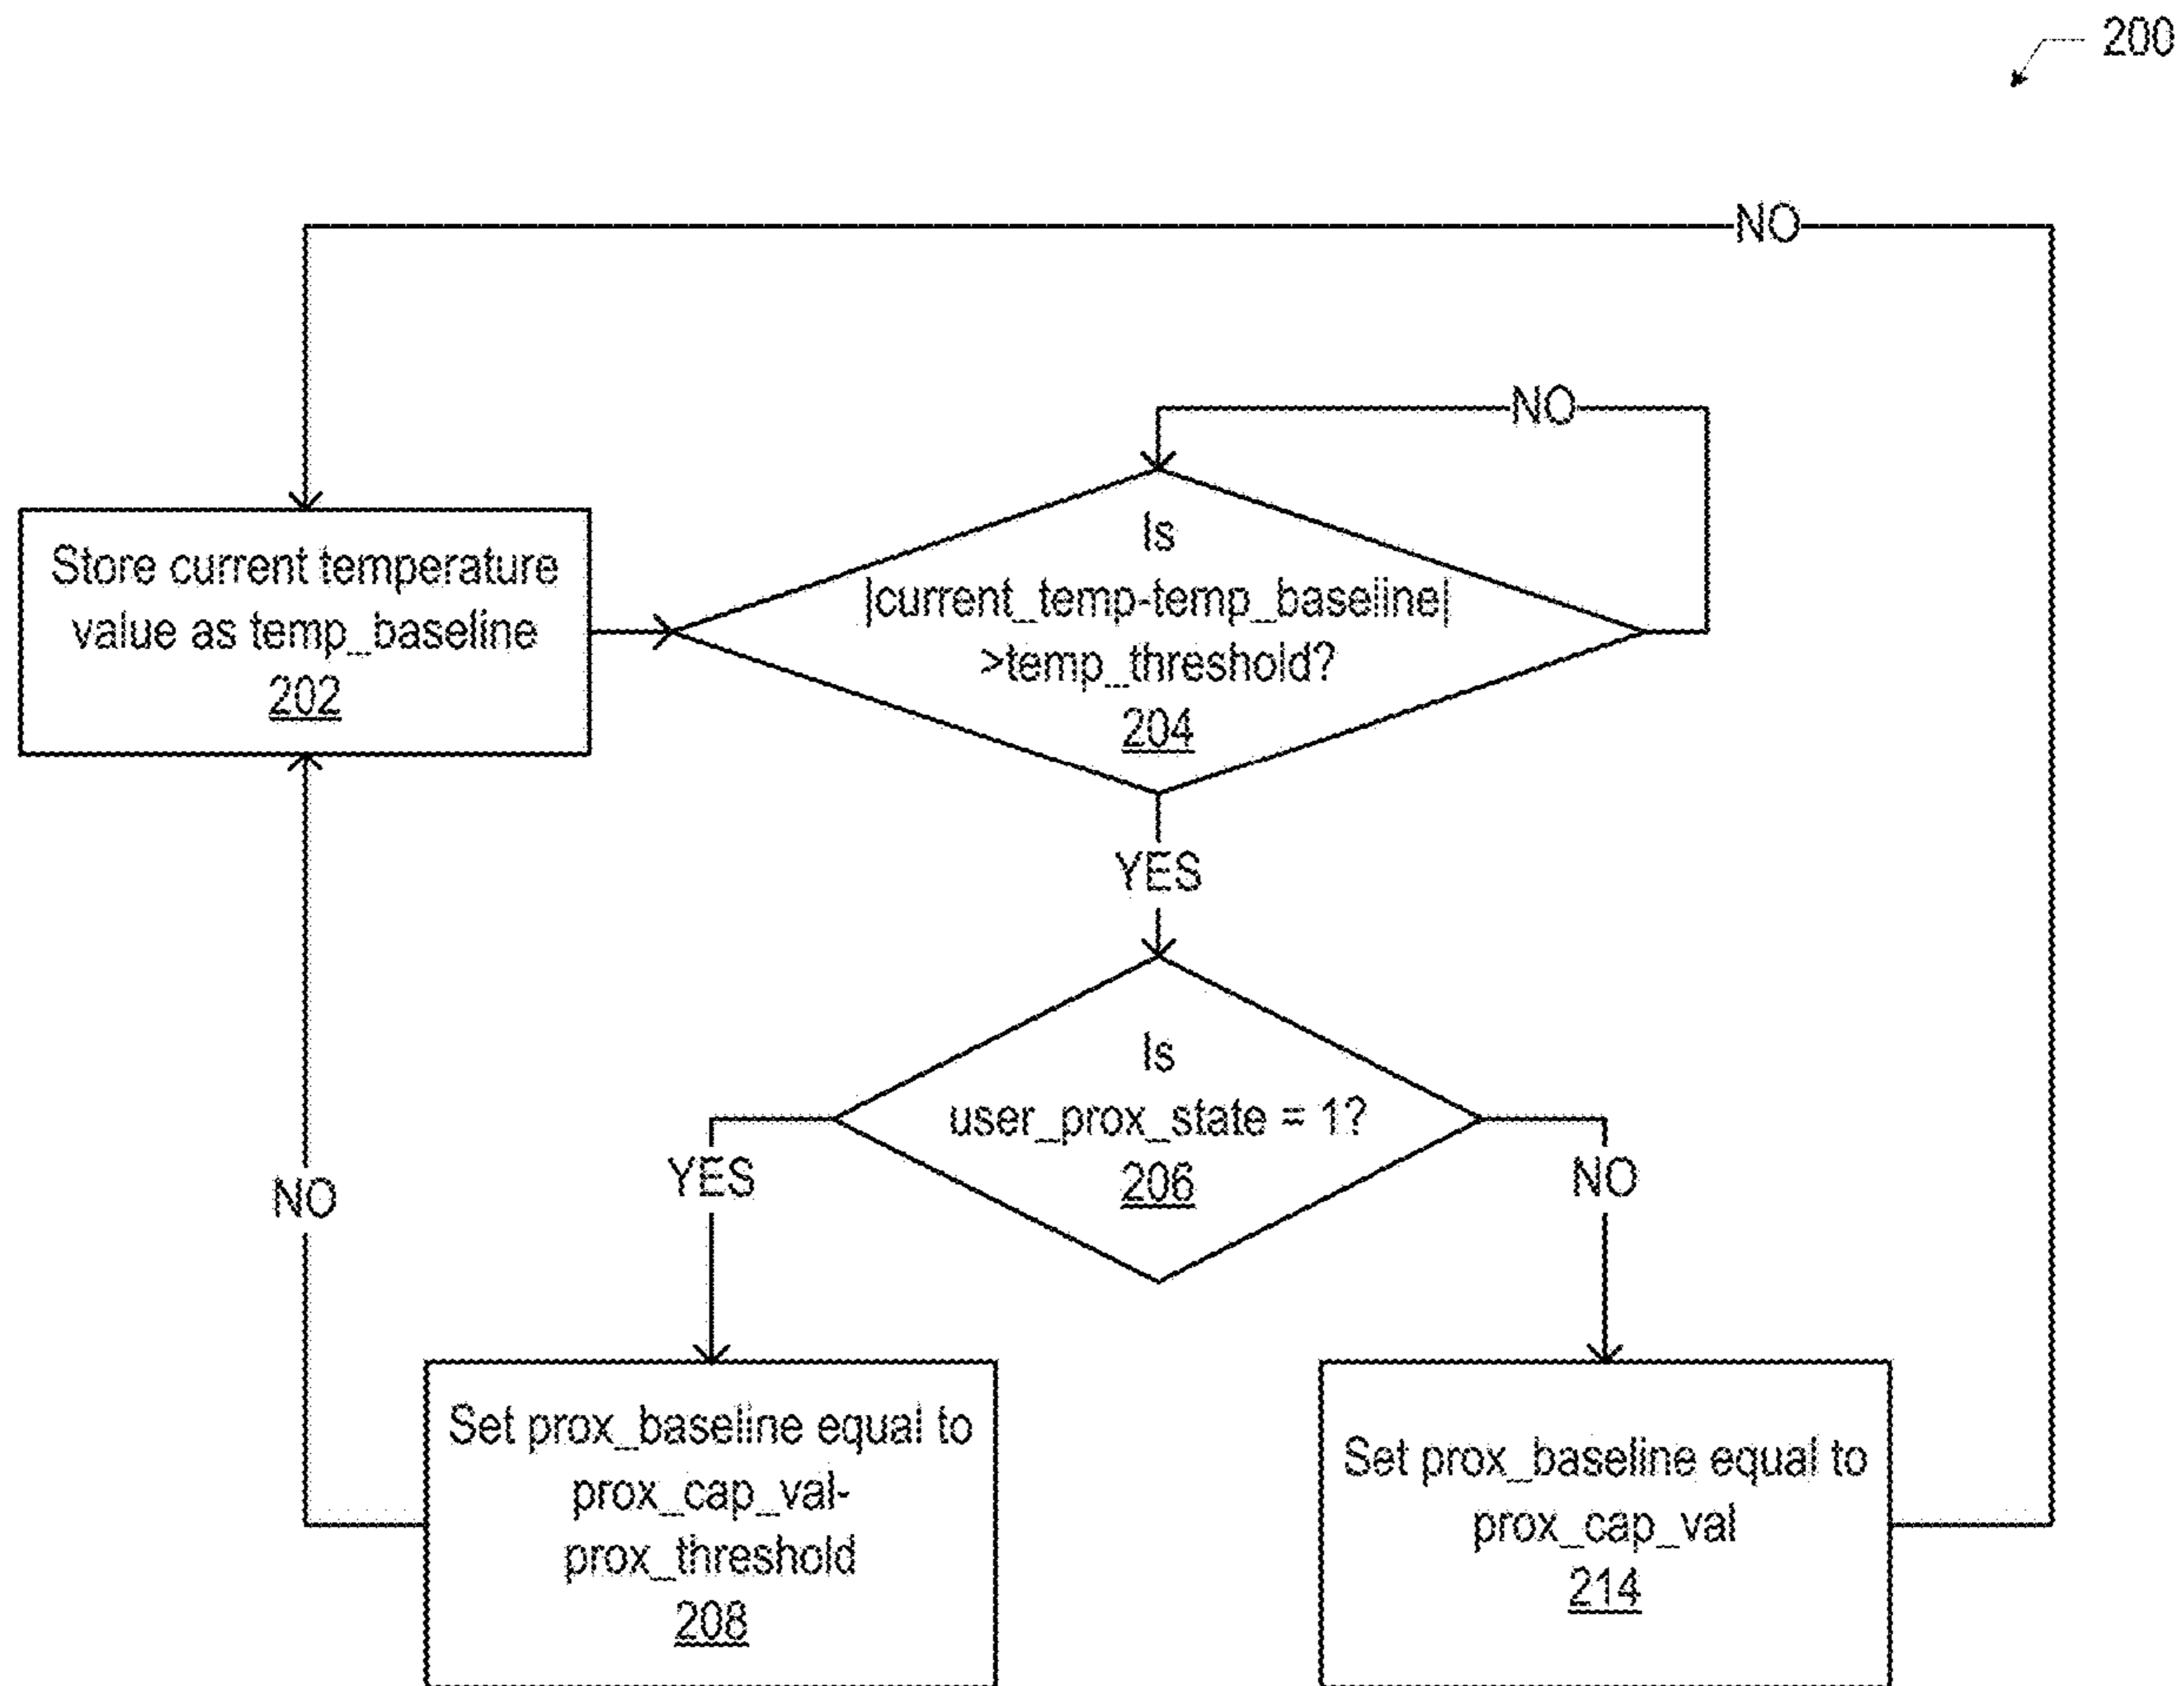 200
NO
NO
Store current temperature
value as temp_baseline
202
Is
|current_temp-temp_baseline|
>temp_threshold?
204
YES
Is
user_prox_state = 1?
206
YES
NO
NO
Set prox_baseline equal to
prox_cap_val-
prox_threshold
208
Set prox_baseline equal to
prox_cap_val
214